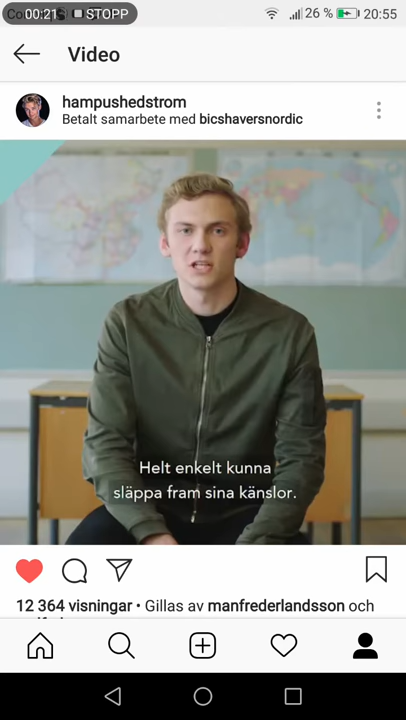 00:21 STOPP 26 % 20:55
Video
hampushedstrom
Betalt samarbete med bicshaversnordic
Helt enkelt kunna
släppa fram sina känslor.
12 364 visningar • Gillas av manfrederlandsson och